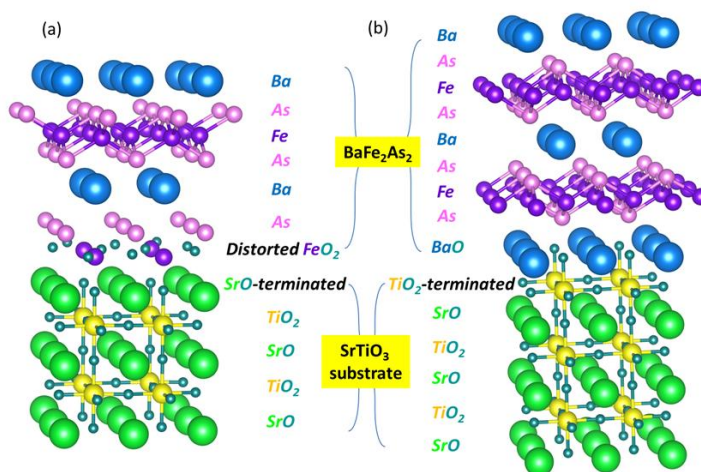 (a)
Ba
As
Fe
As
Ba
As
Distorted FeO₂
SrO-terminated
TiO₂
SrO
TiO₂
SrO
BaFe₂As₂
SrTiO₃
substrate
(b)
Ba
As
Fe
As
Ba
As
Fe
As
BaO
TiO₂-terminated
SrO
TiO₂
SrO
TiO₂
SrO